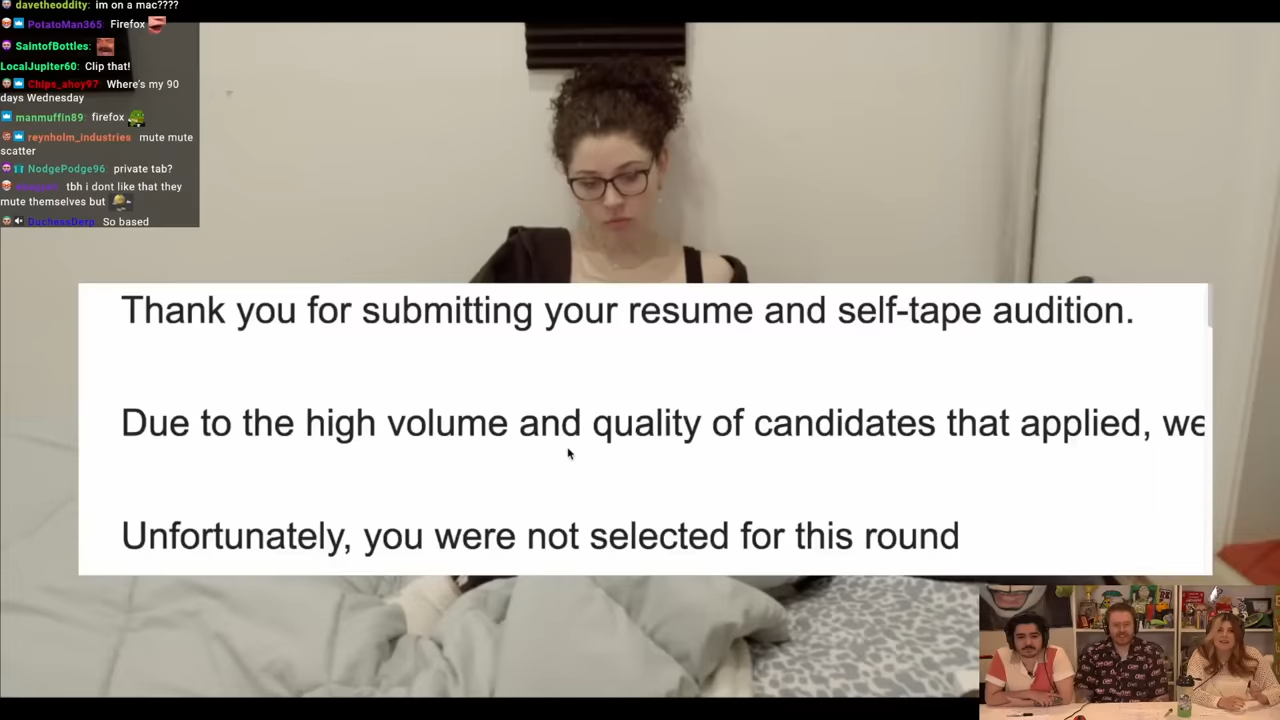 davetheoddity: im on a mac????
PotatoMan365: Firefox
SaintofBottles:
LocalJupiter60: Clip that!
Chips_ahoy97 Where's my 90
days Wednesday
manmuffin89: firefox
reynholm_industries mute mute
scatter
NodgePodge96 private tab?
tbh i dont like that they
mute themselves but
DuchessDerp: So based
Thank you for submitting your resume and self-tape audition.
Due to the high volume and quality of candidates that applied, we
Unfortunately, you were not selected for this round